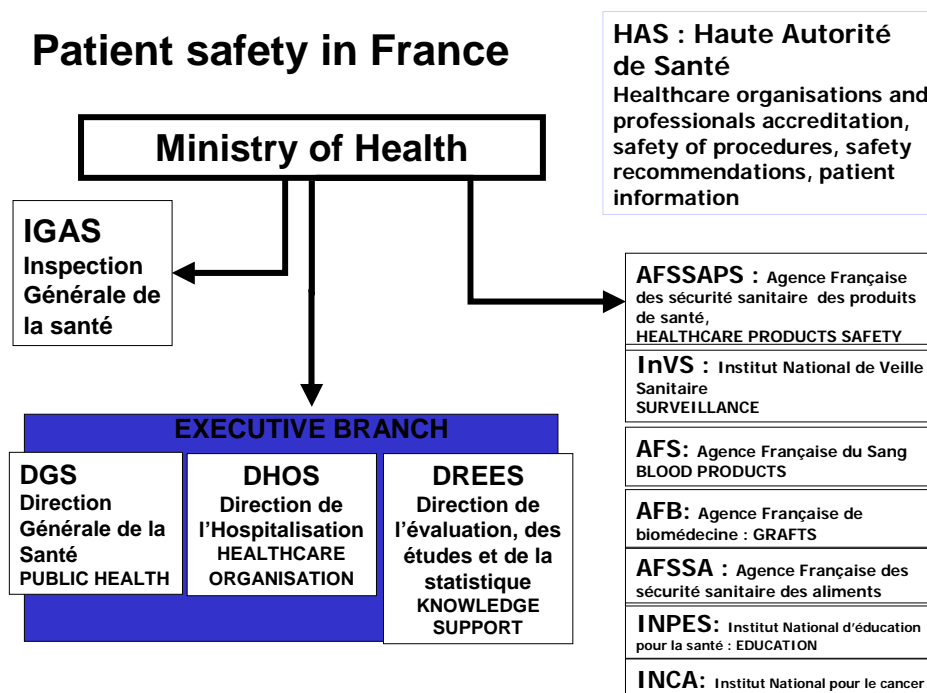 Patient safety in France
HAS : Haute Autorité
de Santé
Healthcare organisations and
professionals accreditation,
safety of procedures, safety
recommendations, patient
information
Ministry of Health
IGAS
Inspection
Générale de
la santé
AFSSAPS : Agence Française
des sécurité sanitaire des produits
de santé,
HEALTHCARE PRODUCTS SAFETY
InVS : Institut National de Veille
Sanitaire
SURVEILLANCE
AFS: Agence Française du Sang
BLOOD PRODUCTS
AFB: Agence Française de
biomédecine : GRAFTS
AFSSA : Agence Française des
sécurité sanitaire des aliments
INPES: Institut National d'éducation
pour la santé : EDUCATION
INCA: Institut National pour le cancer
EXECUTIVE BRANCH
DGS
Direction
Générale de la
Santé
PUBLIC HEALTH
DHOS
Direction de
l'Hospitalisation
HEALTHCARE
ORGANISATION
DREES
Direction de
l'évaluation, des
études et de la
statistique
KNOWLEDGE
SUPPORT